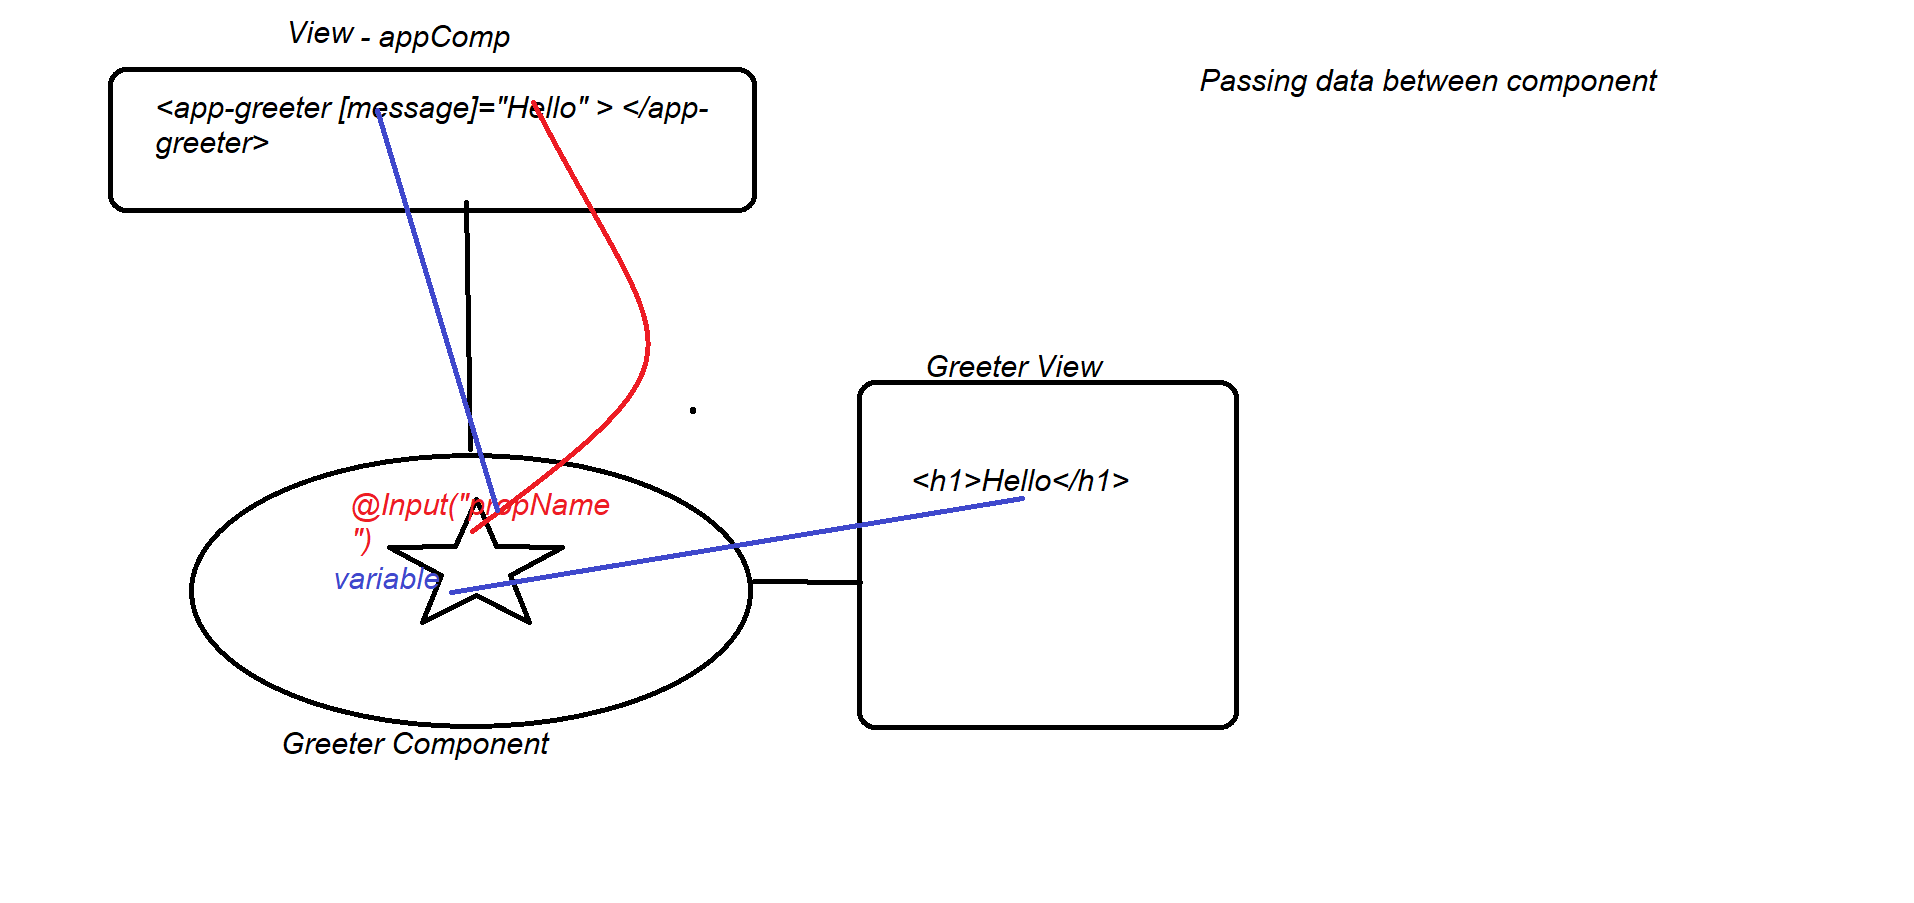 View - appComp
Passing data between component
<app-greeter [message]="Hello" > </app-
greeter>
Greeter View
<h1>Hello</h1>
@Input("propName
")
variable
Greeter Component